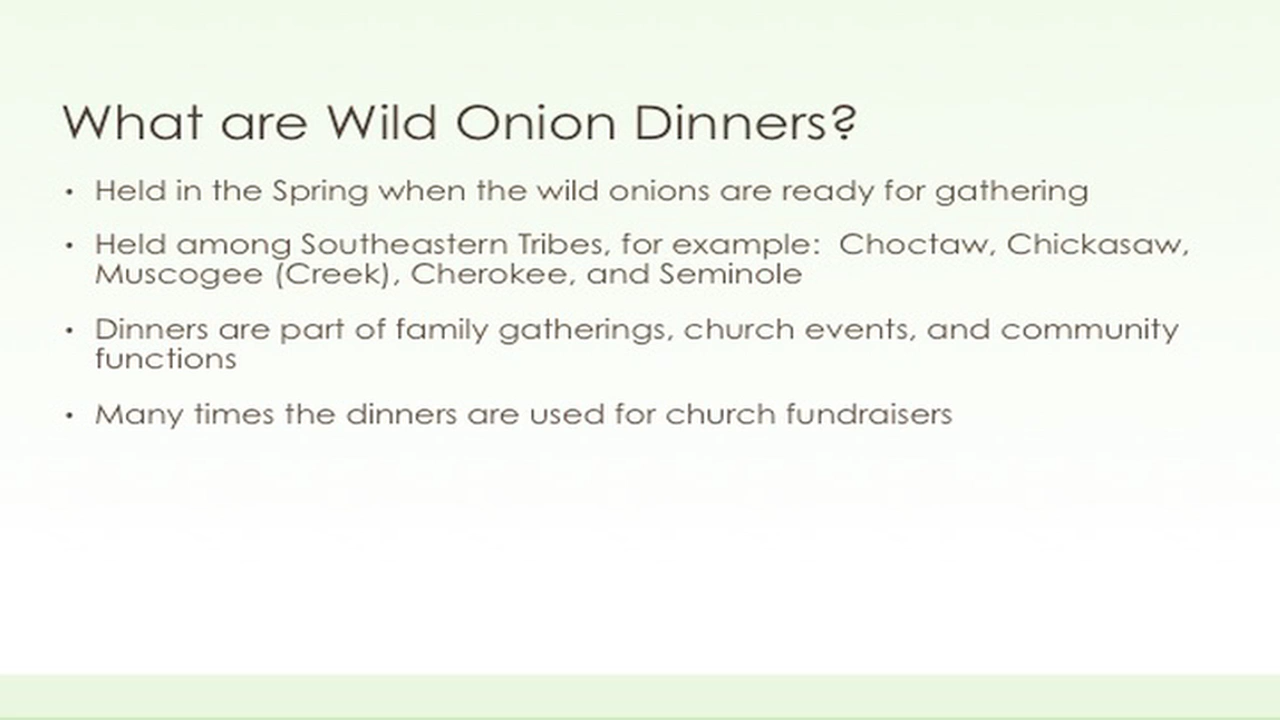 What are Wild Onion Dinners?
• Held in the Spring when the wild onions are ready for gathering
• Held among Southeastern Tribes, for example:  Choctaw, Chickasaw,
Muscogee (Creek), Cherokee, and Seminole
• Dinners are part of family gatherings, church events, and community
functions
• Many times the dinners are used for church fundraisers